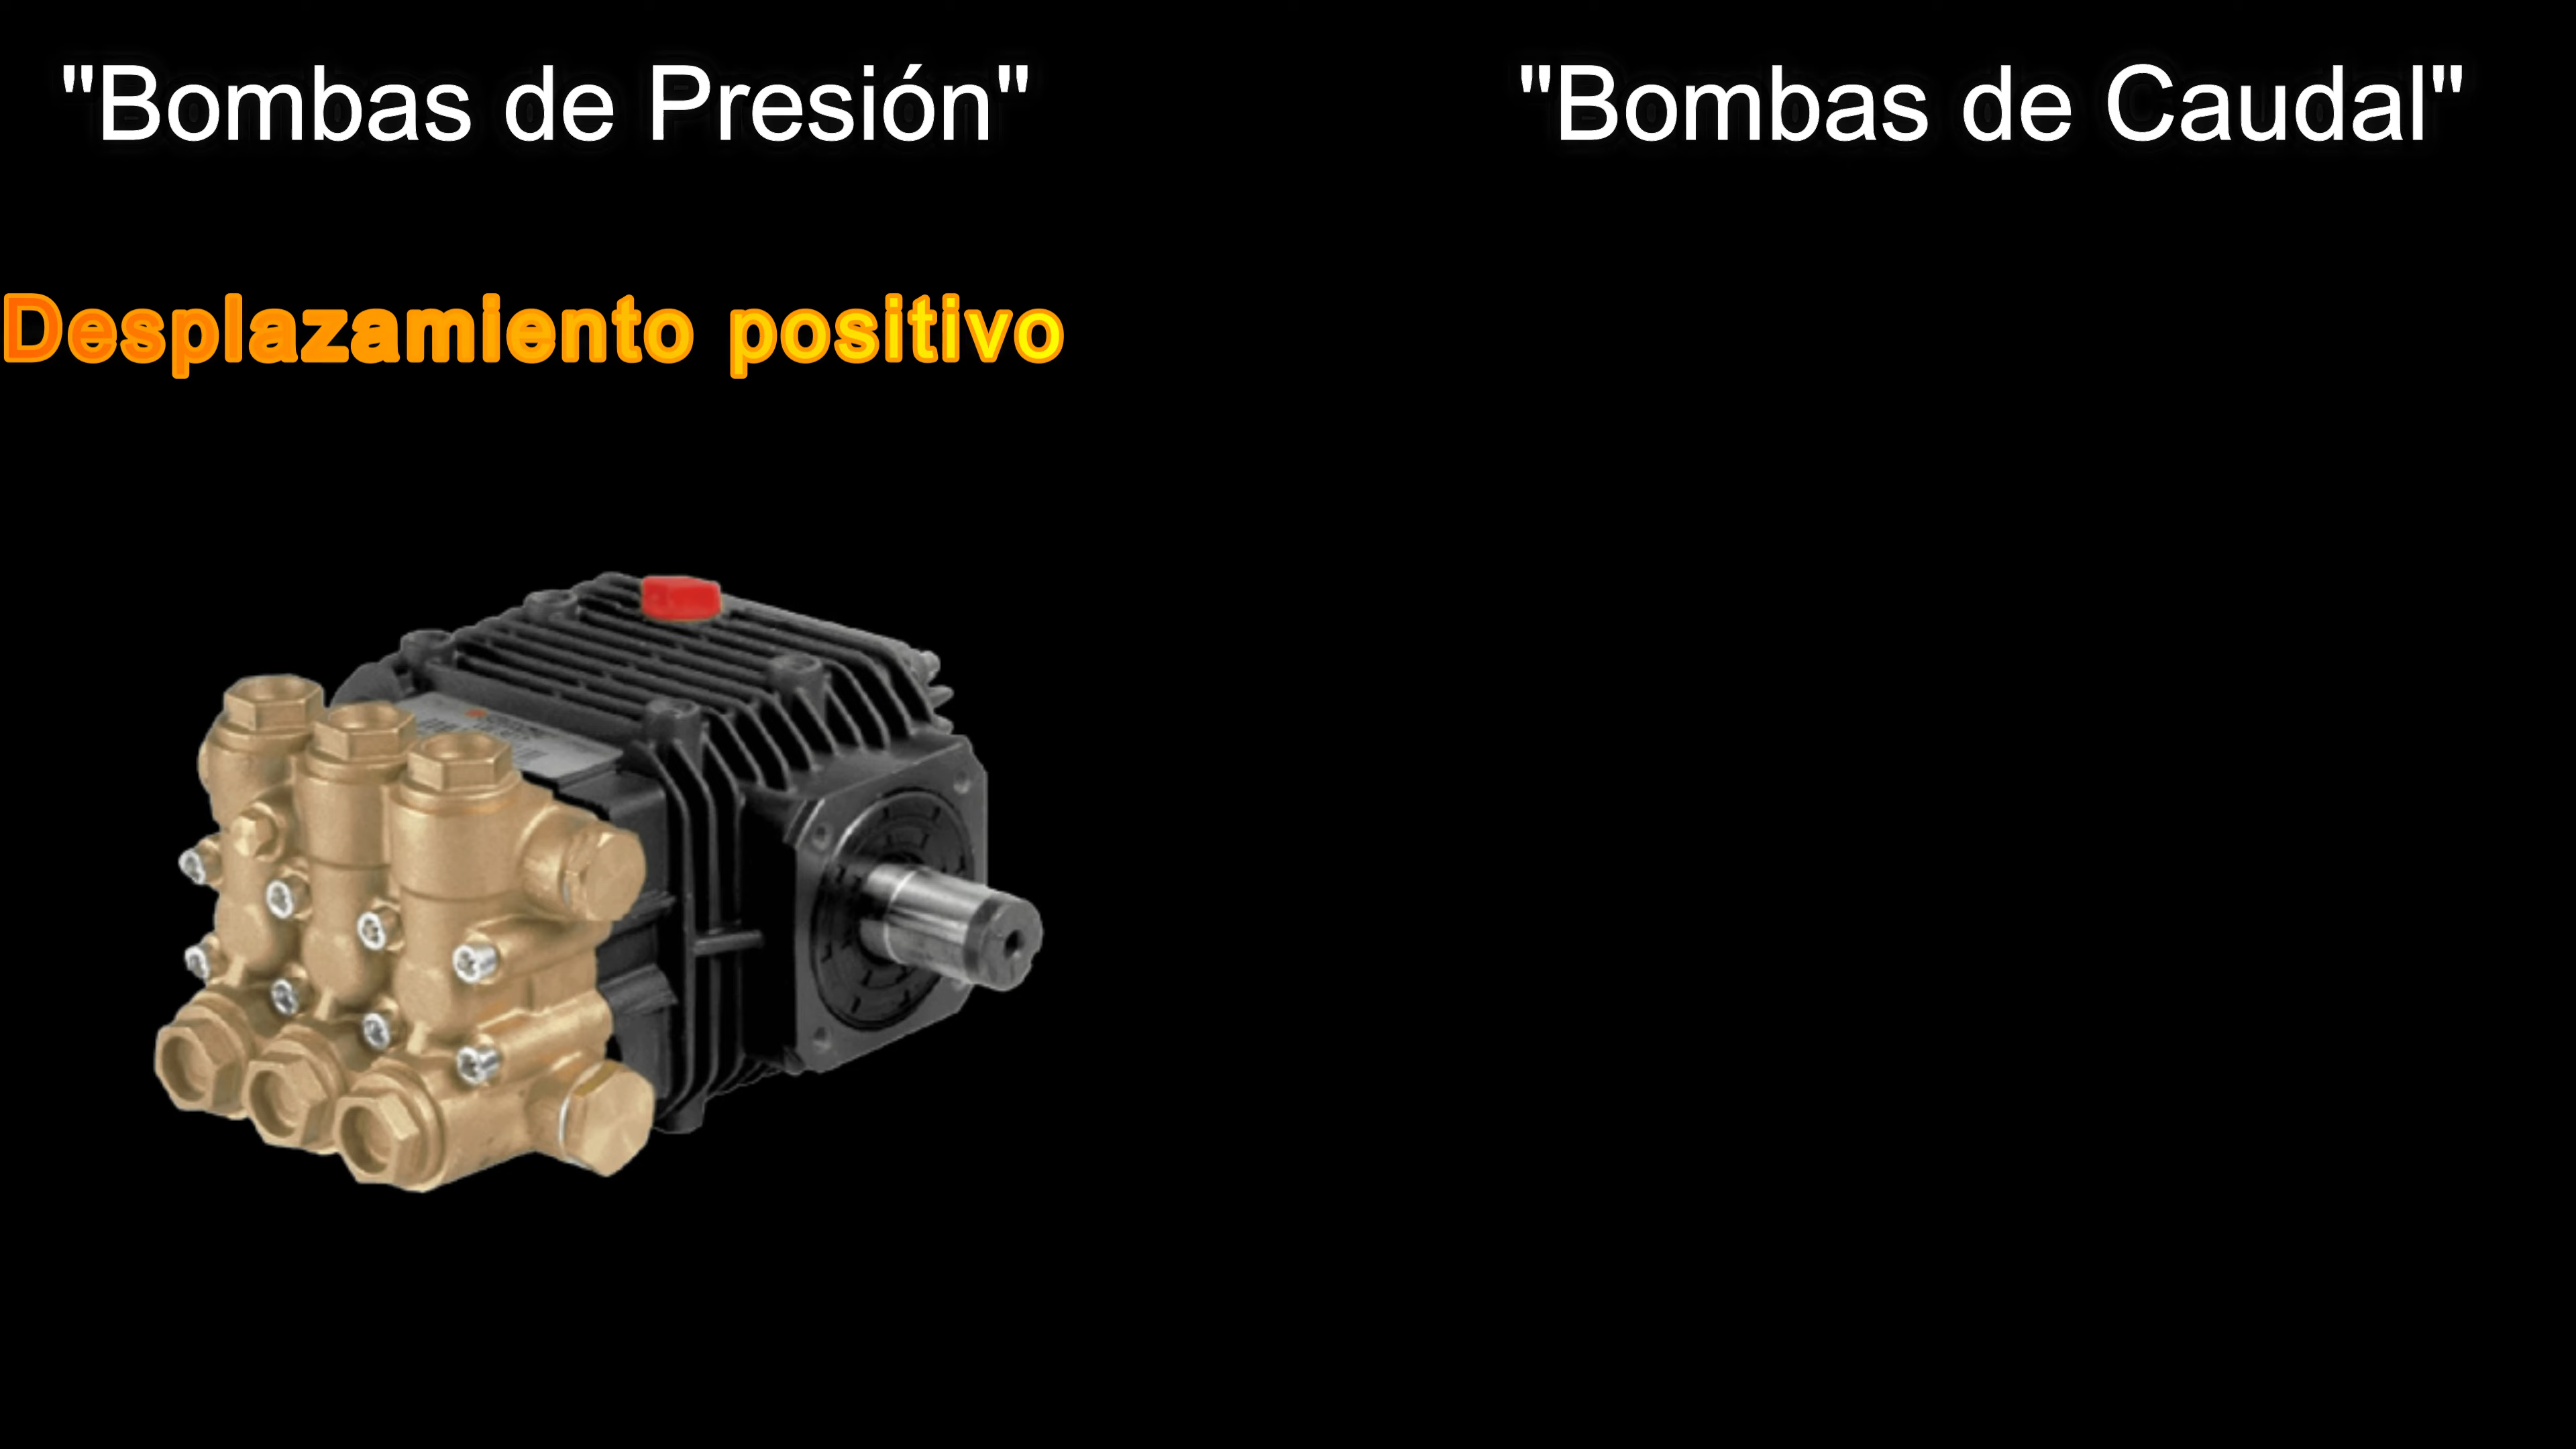 "Bombas de Presión"
"Bombas de Caudal"
Desplazamiento positivo